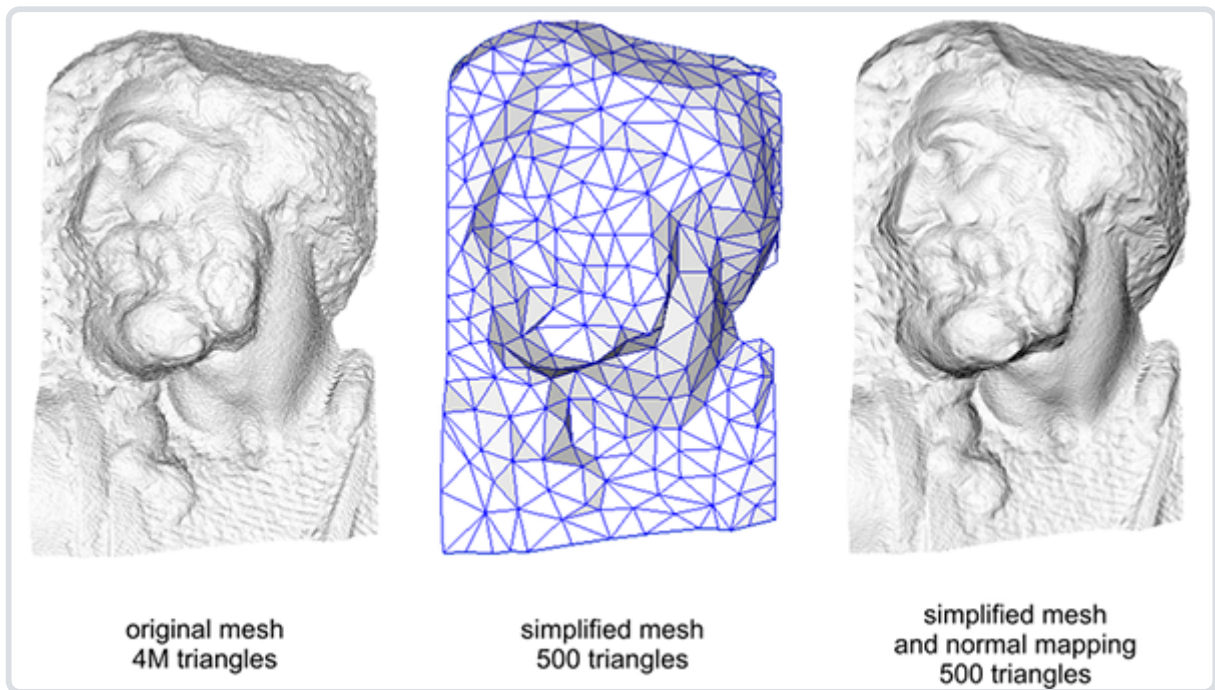 original mesh
4M triangles
simplified mesh
500 triangles
simplified mesh
and normal mapping
500 triangles